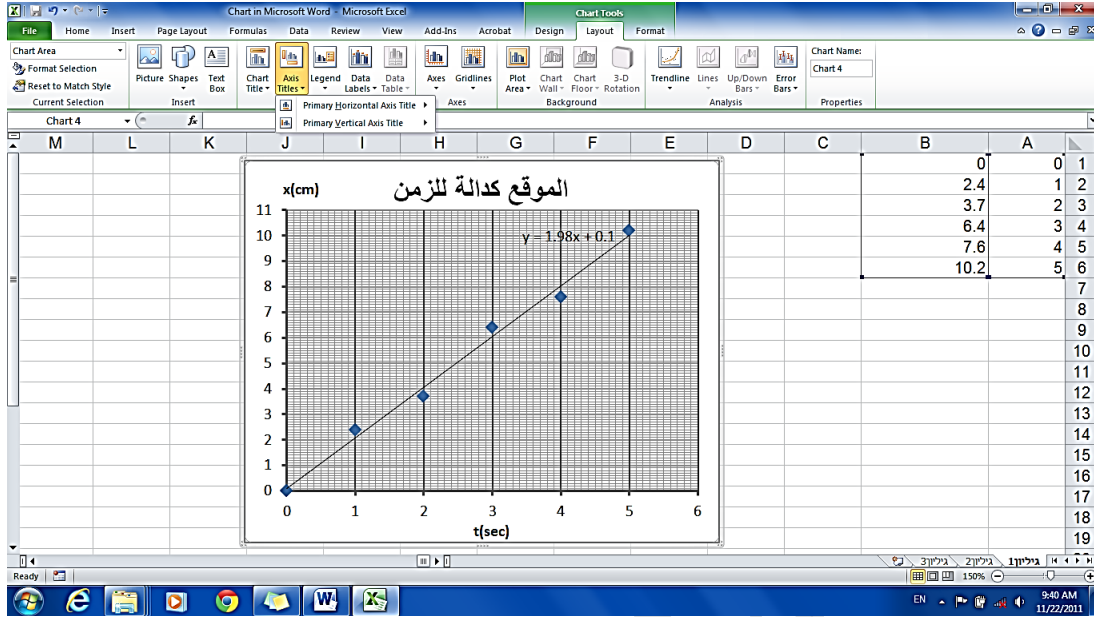 Chart in Microsoft Word - Microsoft Excel
Chart Tools
File Home Insert Page Layout Formulas Data Review View Add-Ins Acrobat Design Layout Format
Chart Area
Format Selection
Reset to Match Style
Current Selection
Picture Shapes Text Box
Insert
Chart Title Axis Titles Legend Data Labels Data Table
Axes Gridlines
Axes
Plot Area Chart Wall Chart Floor 3-D Rotation
Background
Trendline Lines Up/Down Bars Error Bars
Analysis
Chart Name:
Chart 4
Properties
Primary Horizontal Axis Title
Primary Vertical Axis Title
Chart 4 fx
M L K J I H G F E D C B A
0 0 1
2.4 1 2
3.7 2 3
6.4 3 4
7.6 4 5
10.2 5 6
7
8
9
10
11
12
13
14
15
16
17
18
19
الموقع كدالة للزمن
x(cm)
11
10
9
8
7
6
5
4
3
2
1
0
y = 1.98x + 0.1
0 1 2 3 4 5 6
t(sec)
גיליון1 גיליון2 גיליון3
Ready 150%
EN 9:40 AM
11/22/2011